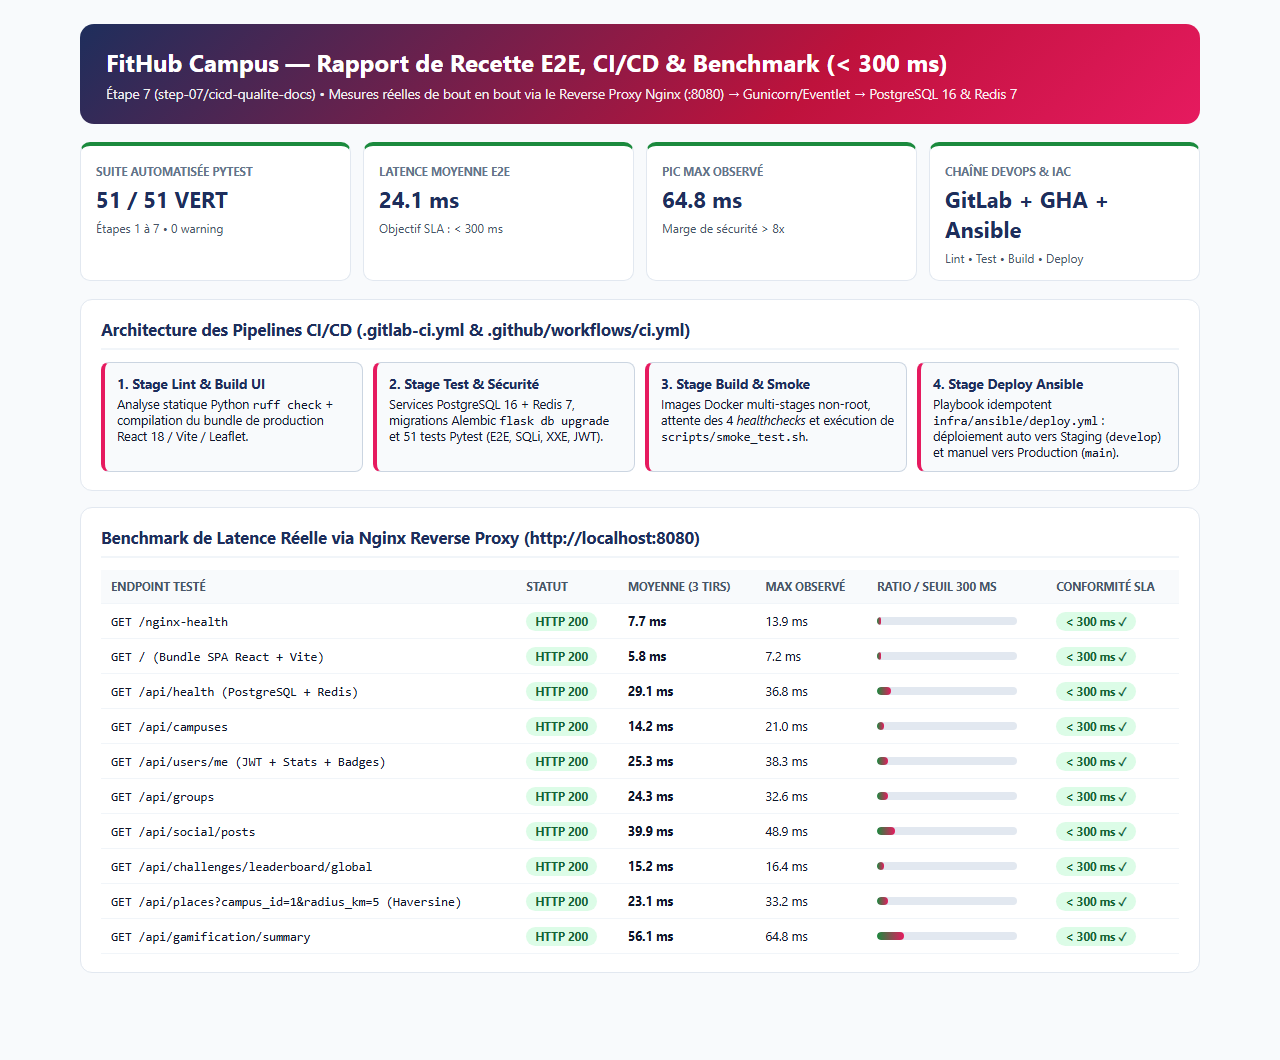 FitHub Campus — Rapport de Recette E2E, CI/CD & Benchmark (< 300 ms)
Étape 7 (step-07/cicd-qualite-docs) • Mesures réelles de bout en bout via le Reverse Proxy Nginx (:8080) → Gunicorn/Eventlet → PostgreSQL 16 & Redis 7
SUITE AUTOMATISÉE PYTEST
51 / 51 VERT
Étapes 1 à 7 • 0 warning
LATENCE MOYENNE E2E
24.1 ms
Objectif SLA : < 300 ms
PIC MAX OBSERVÉ
64.8 ms
Marge de sécurité > 8x
CHAÎNE DEVOPS & IAC
GitLab + GHA +
Ansible
Lint • Test • Build • Deploy
Architecture des Pipelines CI/CD (.gitlab-ci.yml & .github/workflows/ci.yml)
1. Stage Lint & Build UI
Analyse statique Python ruff check +
compilation du bundle de production
React 18 / Vite / Leaflet.
2. Stage Test & Sécurité
Services PostgreSQL 16 + Redis 7,
migrations Alembic flask db upgrade
et 51 tests Pytest (E2E, SQLi, XXE, JWT).
3. Stage Build & Smoke
Images Docker multi-stages non-root,
attente des 4 healthchecks et exécution de
scripts/smoke_test.sh.
4. Stage Deploy Ansible
Playbook idempotent
infra/ansible/deploy.yml :
déploiement auto vers Staging (develop)
et manuel vers Production (main).
Benchmark de Latence Réelle via Nginx Reverse Proxy (http://localhost:8080)
ENDPOINT TESTÉ STATUT MOYENNE (3 TIRS) MAX OBSERVÉ RATIO / SEUIL 300 MS CONFORMITÉ SLA
GET /nginx-health HTTP 200 7.7 ms 13.9 ms < 300 ms ✓
GET / (Bundle SPA React + Vite) HTTP 200 5.8 ms 7.2 ms < 300 ms ✓
GET /api/health (PostgreSQL + Redis) HTTP 200 29.1 ms 36.8 ms < 300 ms ✓
GET /api/campuses HTTP 200 14.2 ms 21.0 ms < 300 ms ✓
GET /api/users/me (JWT + Stats + Badges) HTTP 200 25.3 ms 38.3 ms < 300 ms ✓
GET /api/groups HTTP 200 24.3 ms 32.6 ms < 300 ms ✓
GET /api/social/posts HTTP 200 39.9 ms 48.9 ms < 300 ms ✓
GET /api/challenges/leaderboard/global HTTP 200 15.2 ms 16.4 ms < 300 ms ✓
GET /api/places?campus_id=1&radius_km=5 (Haversine) HTTP 200 23.1 ms 33.2 ms < 300 ms ✓
GET /api/gamification/summary HTTP 200 56.1 ms 64.8 ms < 300 ms ✓